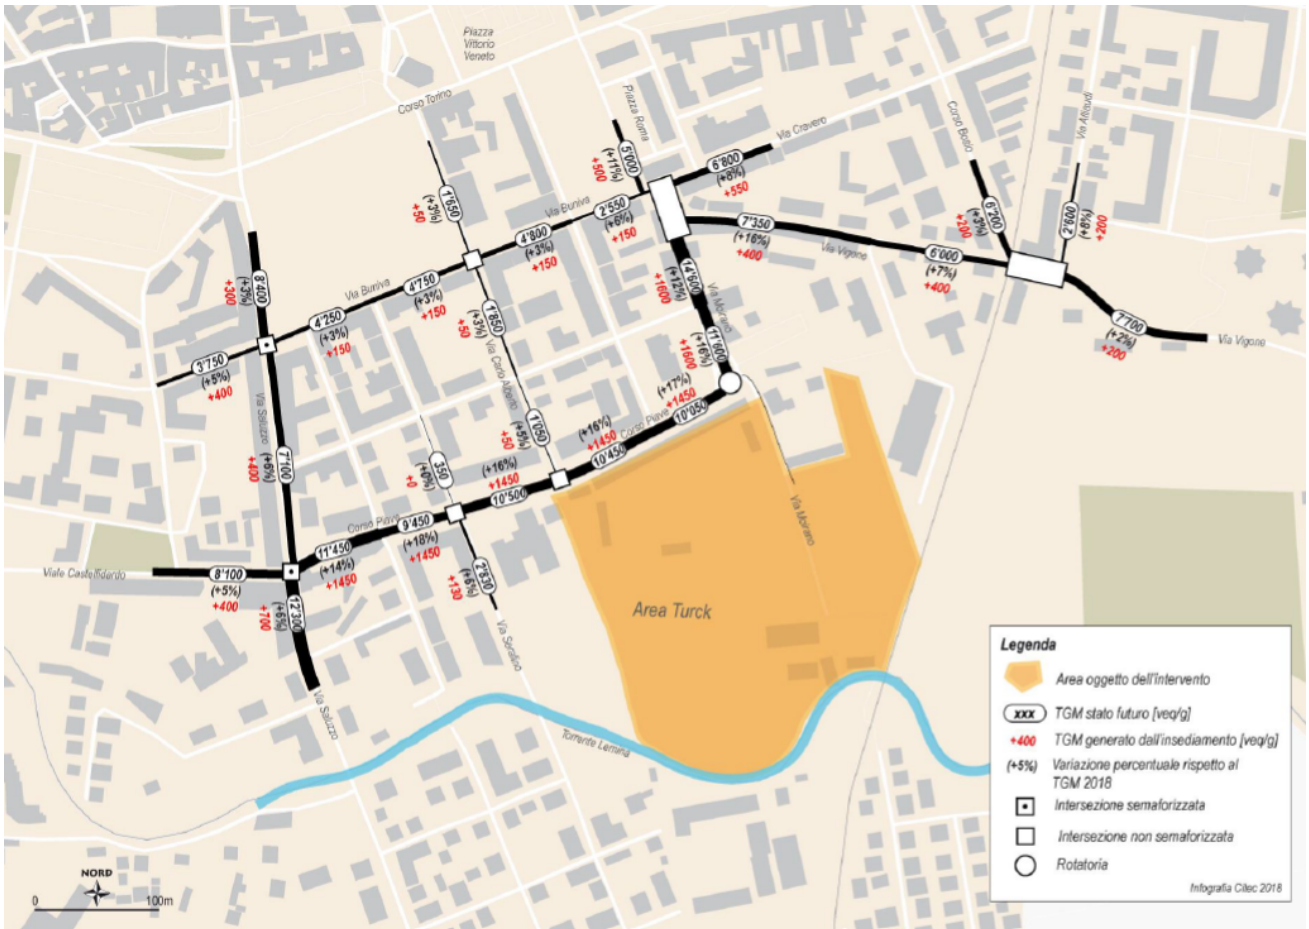 Piazza
Vittorio
Veneto
Corso Torino
Piazza Roma
5'000
(+11%)
+500
6'800
(+8%)
+550
Via Cravero
Corso Bosio
Via Alliaudi
1'650
(+3%)
+50
Via Buniva
2'550
(+6%)
+150
4'800
(+3%)
+150
7'350
(+16%)
+400
Via Vigone
6'000
(+7%)
+400
6'200
(+3%)
+200
2'600
(+8%)
+200
8'400
(+3%)
+300
Via Buniva
4'750
(+3%)
+150
4'250
(+3%)
+150
3'750
(+5%)
+400
1'850
(+3%)
+50
Via Carlo Alberto
14'600
(+12%)
+1600
Via Moirano
11'600
(+16%)
+1600
7'700
(+2%)
+200
Via Vigone
Via Saluzzo
7'100
(+6%)
+400
1'050
(+5%)
+50
(+17%)
+1450
10'050
Corso Piave
(+16%)
+1450
10'450
(+16%)
+1450
10'500
350
(+0%)
+0
Corso Piave
9'450
(+18%)
+1450
11'450
(+14%)
+1450
Viale Castelfidardo
8'100
(+5%)
+400
12'300
(+6%)
+700
2'830
(+6%)
+130
Via Serafino
Via Moirano
Area Turck
Via Saluzzo
Torrente Lemina
Legenda
Area oggetto dell'intervento
xxx TGM stato futuro [veq/g]
+400 TGM generato dall'insediamento [veq/g]
(+5%) Variazione percentuale rispetto al
TGM 2018
Intersezione semaforizzata
Intersezione non semaforizzata
Rotatoria
Infografia Citec 2018
NORD
0 100m